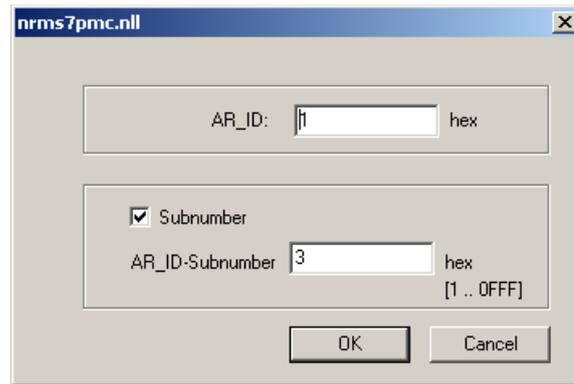 nrms7pmc.nll
AR_ID: 1 hex
Subnumber
AR_ID-Subnumber 3 hex
[1 .. 0FFF]
OK Cancel